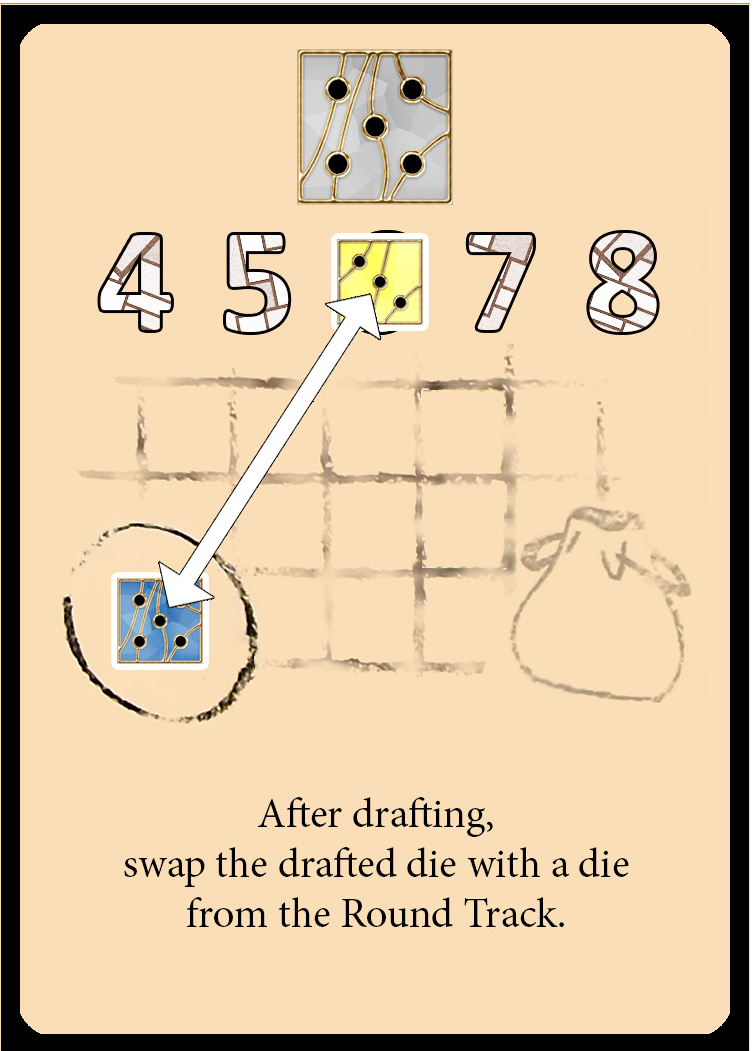 4 5 7 8
After drafting,
swap the drafted die with a die
from the Round Track.